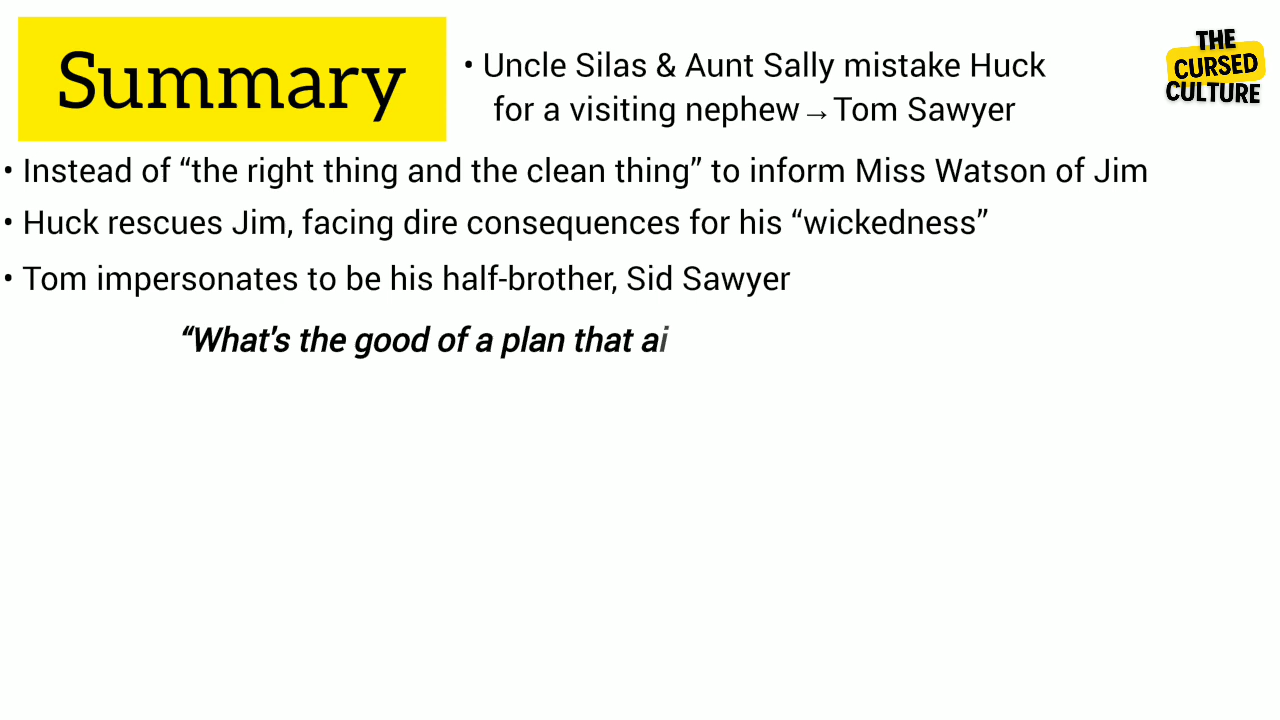 Summary
• Uncle Silas & Aunt Sally mistake Huck
for a visiting nephew→Tom Sawyer
THE
CURSED
CULTURE
• Instead of “the right thing and the clean thing” to inform Miss Watson of Jim
• Huck rescues Jim, facing dire consequences for his “wickedness”
• Tom impersonates to be his half-brother, Sid Sawyer
“What's the good of a plan that ai